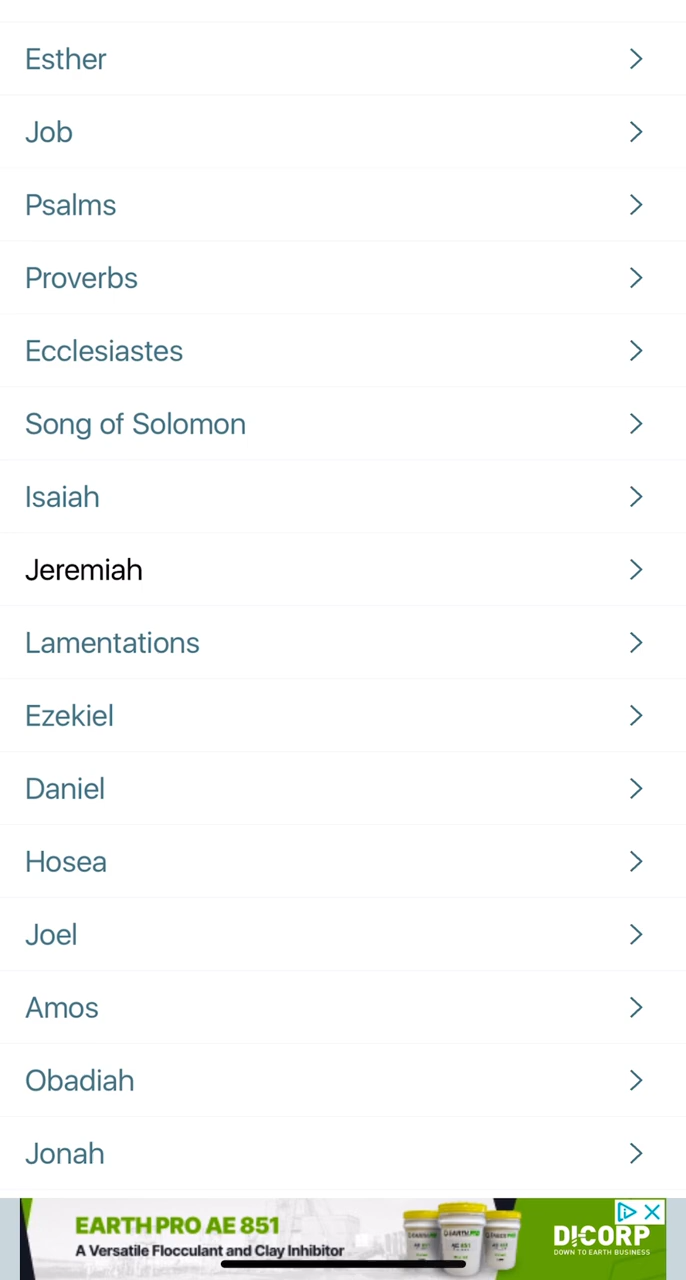 Esther
Job
Psalms
Proverbs
Ecclesiastes
Song of Solomon
Isaiah
Jeremiah
Lamentations
Ezekiel
Daniel
Hosea
Joel
Amos
Obadiah
Jonah
EARTH PRO AE 851
A Versatile Flocculant and Clay Inhibitor
DICORP
DOWN TO EARTH BUSINESS